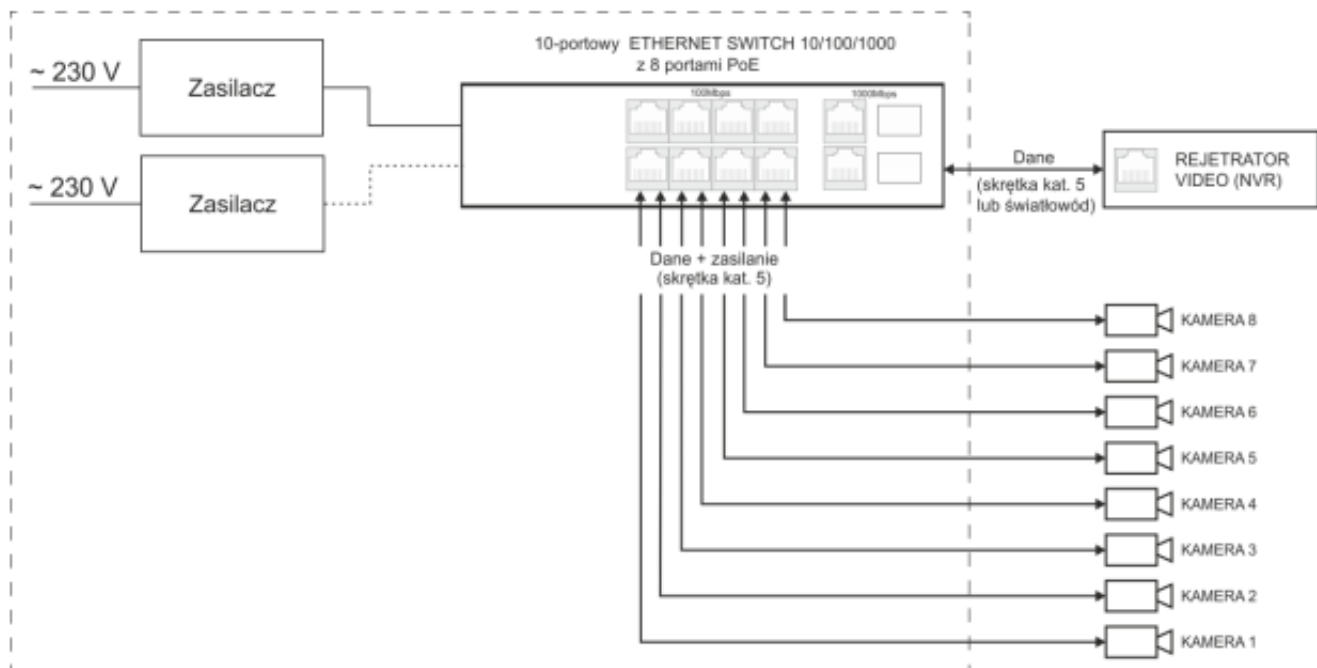 10-portowy ETHERNET SWITCH 10/100/1000
z 8 portami PoE
~ 230 V
Zasilacz
100Mbps
1000Mbps
~ 230 V
Zasilacz
Dane
(skrętka kat. 5
lub światłowód)
REJETRATOR
VIDEO (NVR)
Dane + zasilanie
(skrętka kat. 5)
KAMERA 8
KAMERA 7
KAMERA 6
KAMERA 5
KAMERA 4
KAMERA 3
KAMERA 2
KAMERA 1